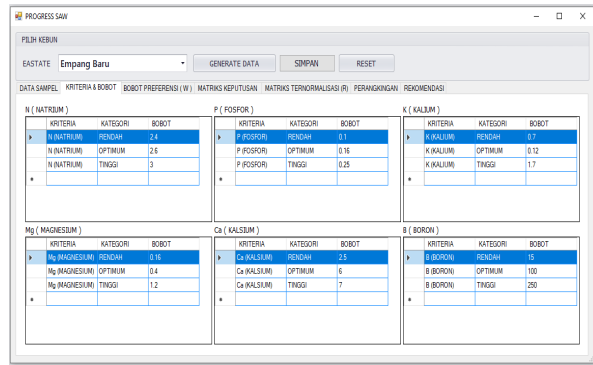 PROGRESS SAW
PILIH KEBUN
EASTATE Empang Baru GENERATE DATA SIMPAN RESET
DATA SAMPEL KRITERIA & BOBOT BOBOT PREFERENSI ( W ) MATRIKS KEPUTUSAN MATRIKS TERNORMALISASI (R) PERANGKINGAN REKOMENDASI
N ( NATRIUM ) P ( FOSFOR ) K ( KALIUM )
KRITERIA KATEGORI BOBOT KRITERIA KATEGORI BOBOT KRITERIA KATEGORI BOBOT
N (NATRIUM) RENDAH 2.4 P (FOSFOR) RENDAH 0.1 K (KALIUM) RENDAH 0.7
N (NATRIUM) OPTIMUM 2.6 P (FOSFOR) OPTIMUM 0.16 K (KALIUM) OPTIMUM 0.12
N (NATRIUM) TINGGI 3 P (FOSFOR) TINGGI 0.25 K (KALIUM) TINGGI 1.7
Mg ( MAGNESIUM ) Ca ( KALSIUM ) B ( BORON )
KRITERIA KATEGORI BOBOT KRITERIA KATEGORI BOBOT KRITERIA KATEGORI BOBOT
Mg (MAGNESIUM) RENDAH 0.16 Ca (KALSIUM) RENDAH 2.5 B (BORON) RENDAH 15
Mg (MAGNESIUM) OPTIMUM 0.4 Ca (KALSIUM) OPTIMUM 6 B (BORON) OPTIMUM 100
Mg (MAGNESIUM) TINGGI 1.2 Ca (KALSIUM) TINGGI 7 B (BORON) TINGGI 250